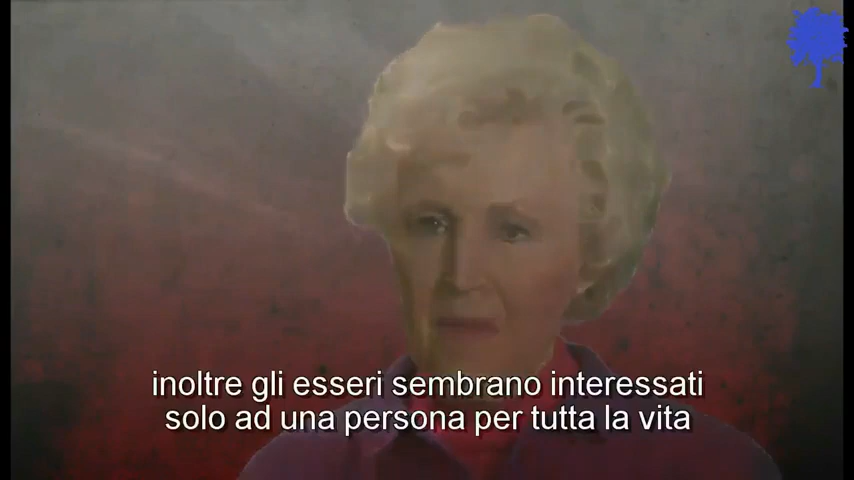 inoltre gli esseri sembrano interessati
solo ad una persona per tutta la vita